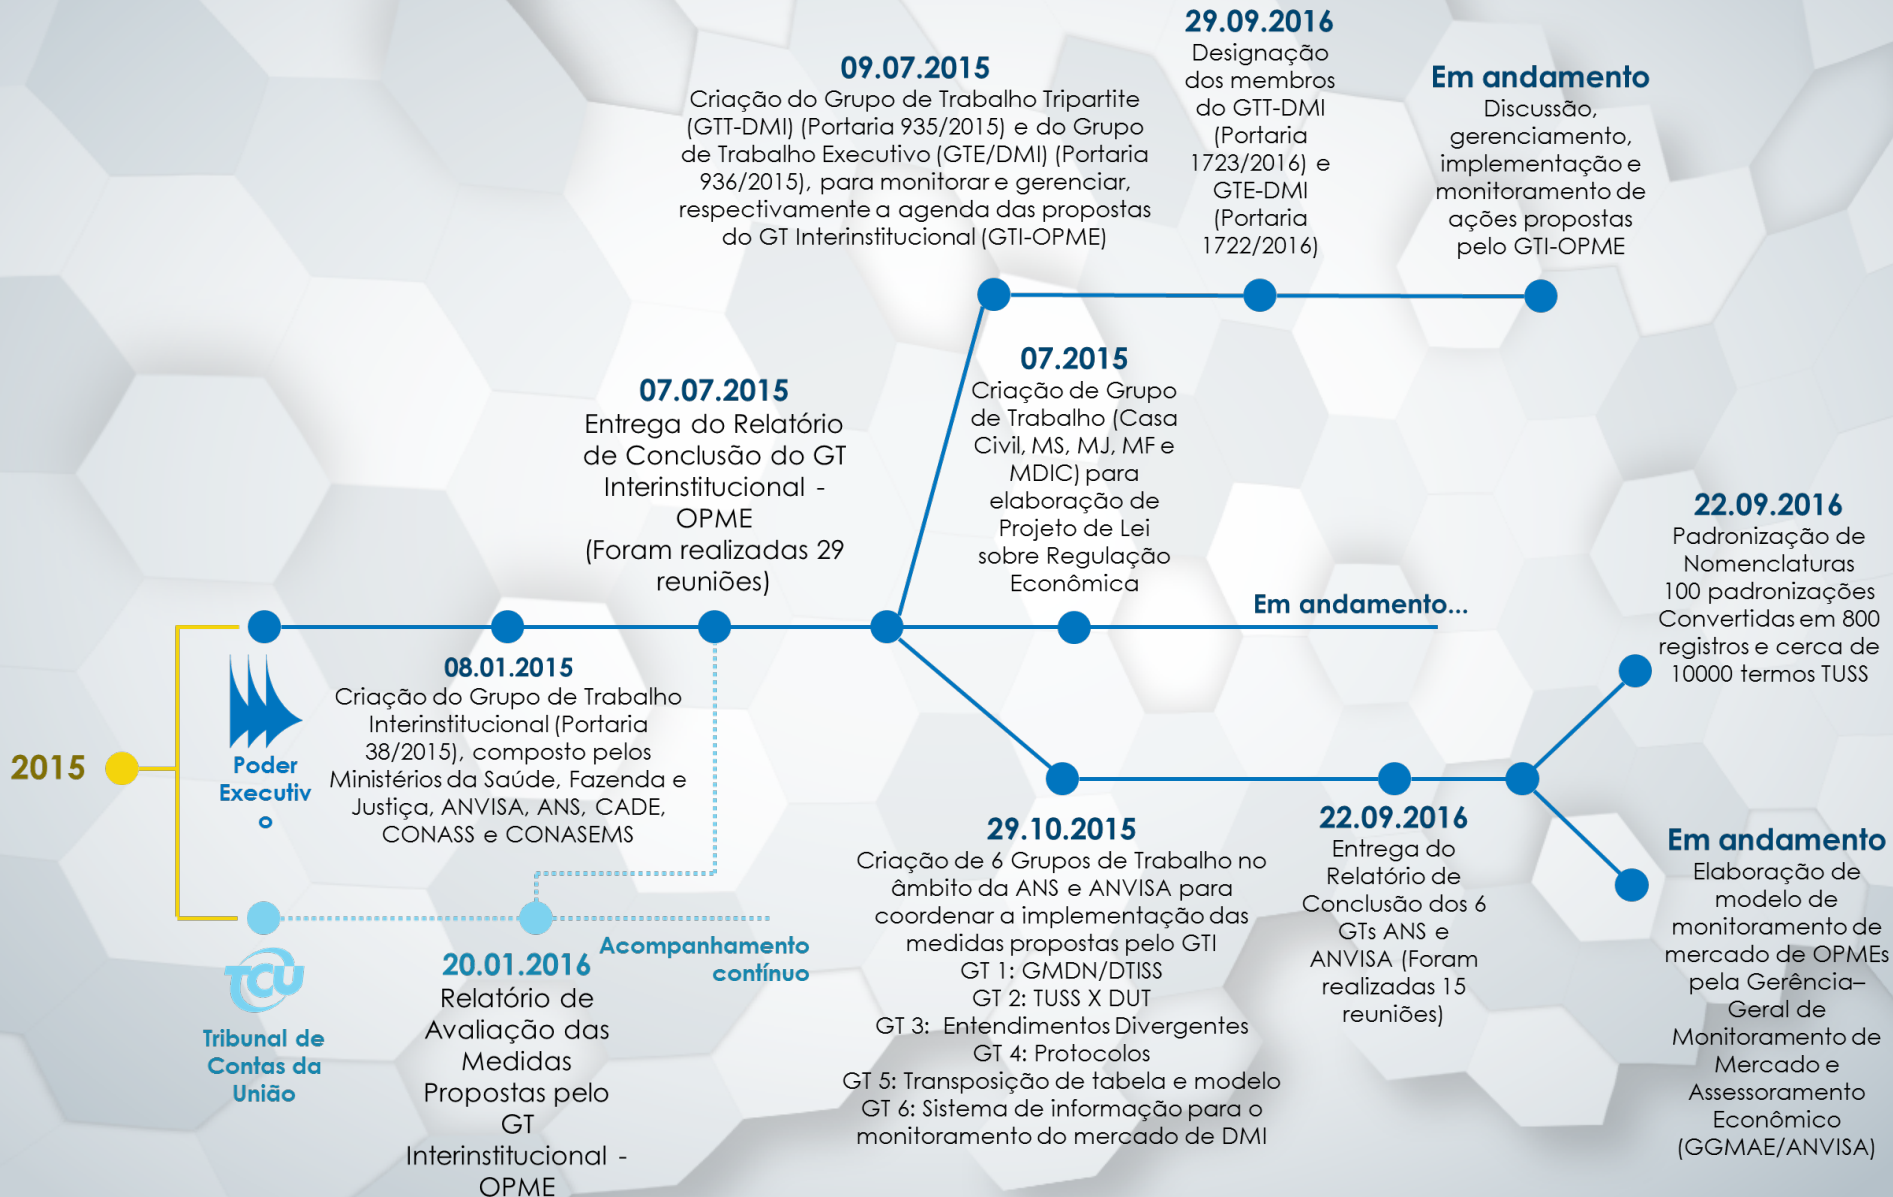 29.09.2016
Designação
dos membros
do GTT-DMI
(Portaria
1723/2016) e
GTE-DMI
(Portaria
1722/2016)
09.07.2015
Criação do Grupo de Trabalho Tripartite
(GTT-DMI) (Portaria 935/2015) e do Grupo
de Trabalho Executivo (GTE/DMI) (Portaria
936/2015), para monitorar e gerenciar,
respectivamente a agenda das propostas
do GT Interinstitucional (GTI-OPME)
Em andamento
Discussão,
gerenciamento,
implementação e
monitoramento de
ações propostas
pelo GTI-OPME
07.2015
Criação de Grupo
de Trabalho (Casa
Civil, MS, MJ, MF e
MDIC) para
elaboração de
Projeto de Lei
sobre Regulação
Econômica
07.07.2015
Entrega do Relatório
de Conclusão do GT
Interinstitucional -
OPME
(Foram realizadas 29
reuniões)
Em andamento...
22.09.2016
Padronização de
Nomenclaturas
100 padronizações
Convertidas em 800
registros e cerca de
10000 termos TUSS
2015
Poder
Executiv
o
08.01.2015
Criação do Grupo de Trabalho
Interinstitucional (Portaria
38/2015), composto pelos
Ministérios da Saúde, Fazenda e
Justiça, ANVISA, ANS, CADE,
CONASS e CONASEMS
29.10.2015
Criação de 6 Grupos de Trabalho no
âmbito da ANS e ANVISA para
coordenar a implementação das
medidas propostas pelo GTI
GT 1: GMDN/DTISS
GT 2: TUSS X DUT
GT 3:  Entendimentos Divergentes
GT 4: Protocolos
GT 5: Transposição de tabela e modelo
GT 6: Sistema de informação para o
monitoramento do mercado de DMI
22.09.2016
Entrega do
Relatório de
Conclusão dos 6
GTs ANS e
ANVISA (Foram
realizadas 15
reuniões)
Em andamento
Elaboração de
modelo de
monitoramento de
mercado de OPMEs
pela Gerência–
Geral de
Monitoramento de
Mercado e
Assessoramento
Econômico
(GGMAE/ANVISA)
TCU
Tribunal de
Contas da
União
20.01.2016
Relatório de
Avaliação das
Medidas
Propostas pelo
GT
Interinstitucional -
OPME
Acompanhamento
contínuo